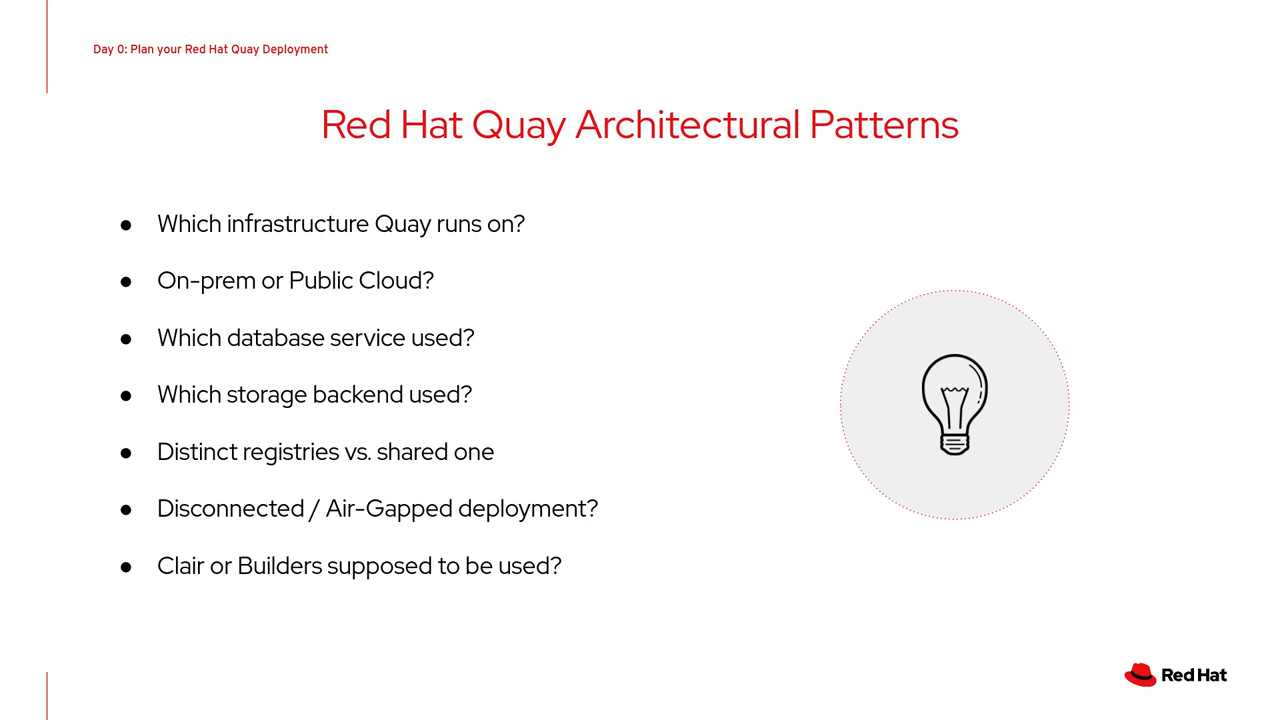 Day 0: Plan your Red Hat Quay Deployment
Red Hat Quay Architectural Patterns
● Which infrastructure Quay runs on?
● On-prem or Public Cloud?
● Which database service used?
● Which storage backend used?
● Distinct registries vs. shared one
● Disconnected / Air-Gapped deployment?
● Clair or Builders supposed to be used?
Red Hat